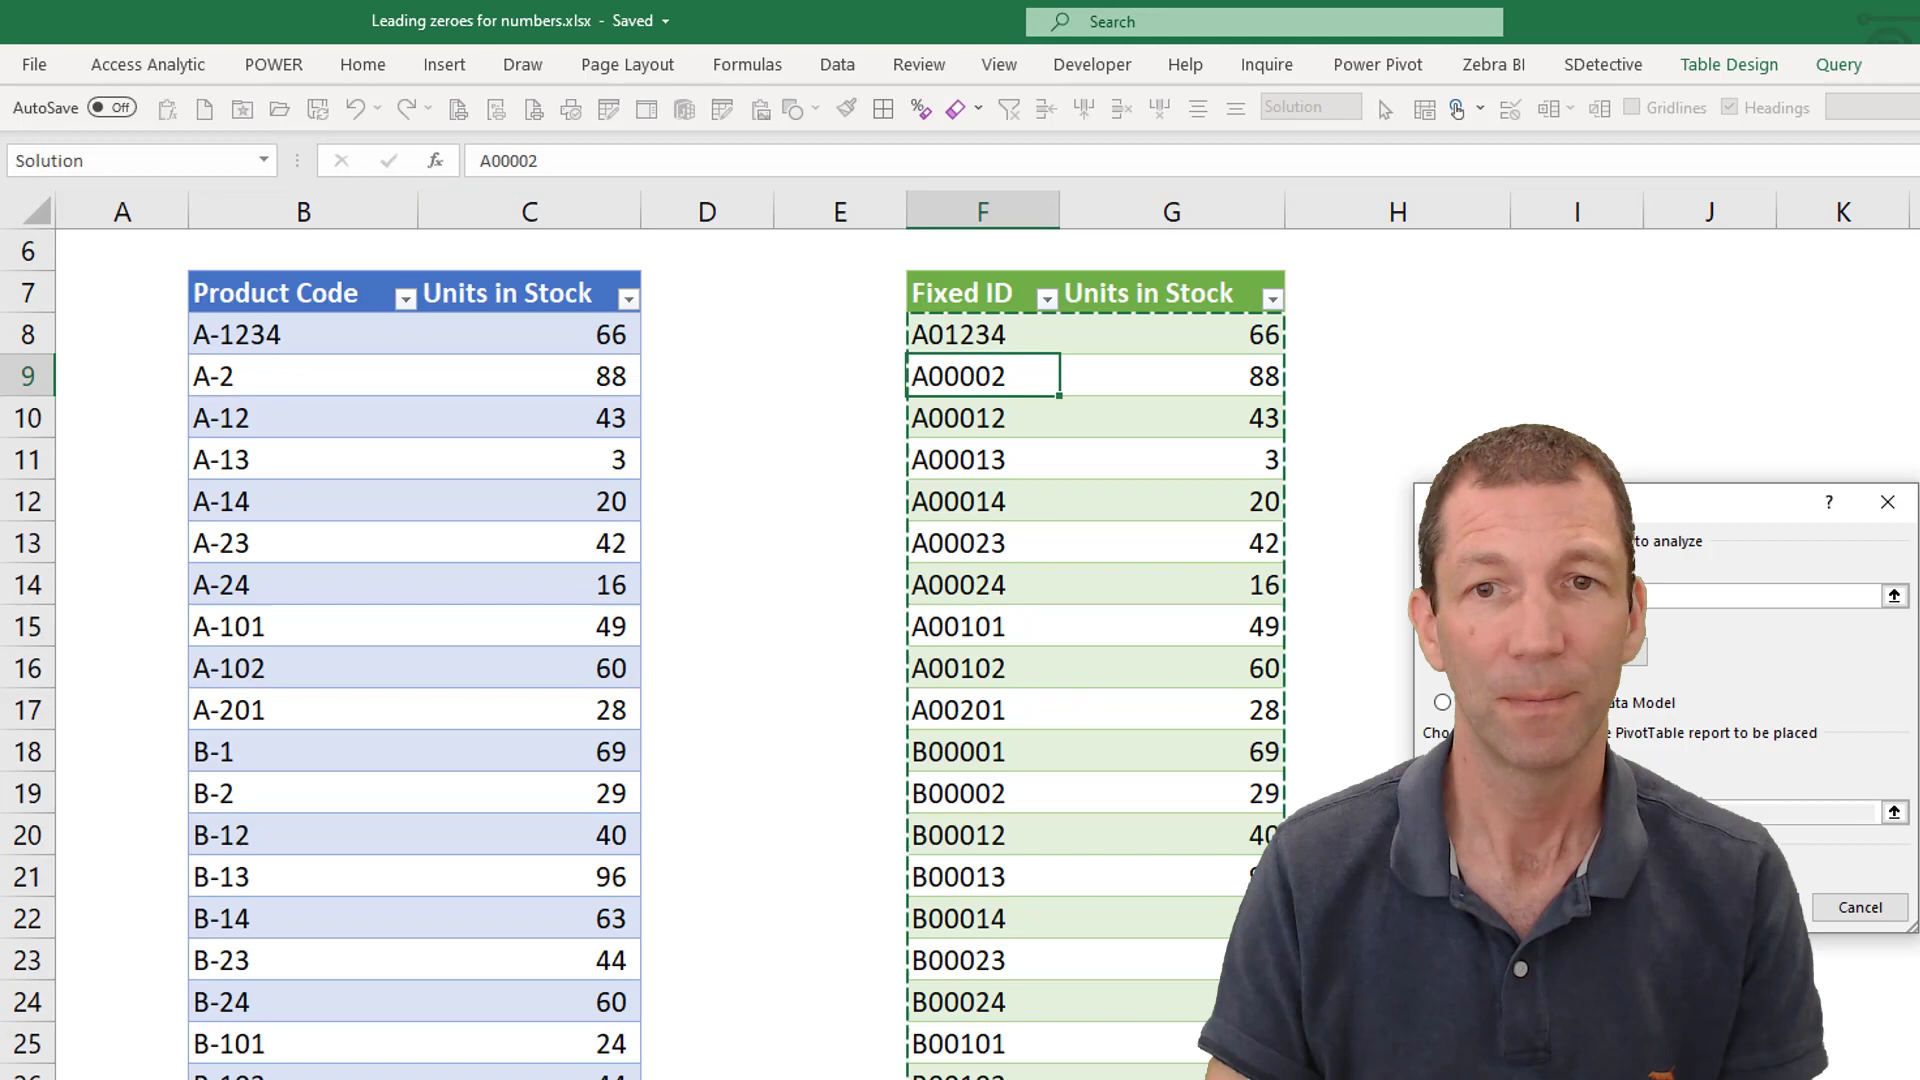 Leading zeroes for numbers.xlsx - Saved
Search
File Access Analytic POWER Home Insert Draw Page Layout Formulas Data Review View Developer Help Inquire Power Pivot Zebra BI SDetective Table Design Query
AutoSave Off Solution Gridlines Headings
Solution fx A00002
A B C D E F G H I J K
6
7 Product Code Units in Stock Fixed ID Units in Stock
8 A-1234 66 A01234 66
9 A-2 88 A00002 88
10 A-12 43 A00012 43
11 A-13 3 A00013 3
12 A-14 20 A00014 20
? 
to analyze
13 A-23 42 A00023 42
14 A-24 16 A00024 16
15 A-101 49 A00101 49
16 A-102 60 A00102 60
17 A-201 28 A00201 28
ata Model
PivotTable report to be placed
18 B-1 69 B00001 69
19 B-2 29 B00002 29
20 B-12 40 B00012 40
21 B-13 96 B00013
22 B-14 63 B00014
Cancel
23 B-23 44 B00023
24 B-24 60 B00024
25 B-101 24 B00101